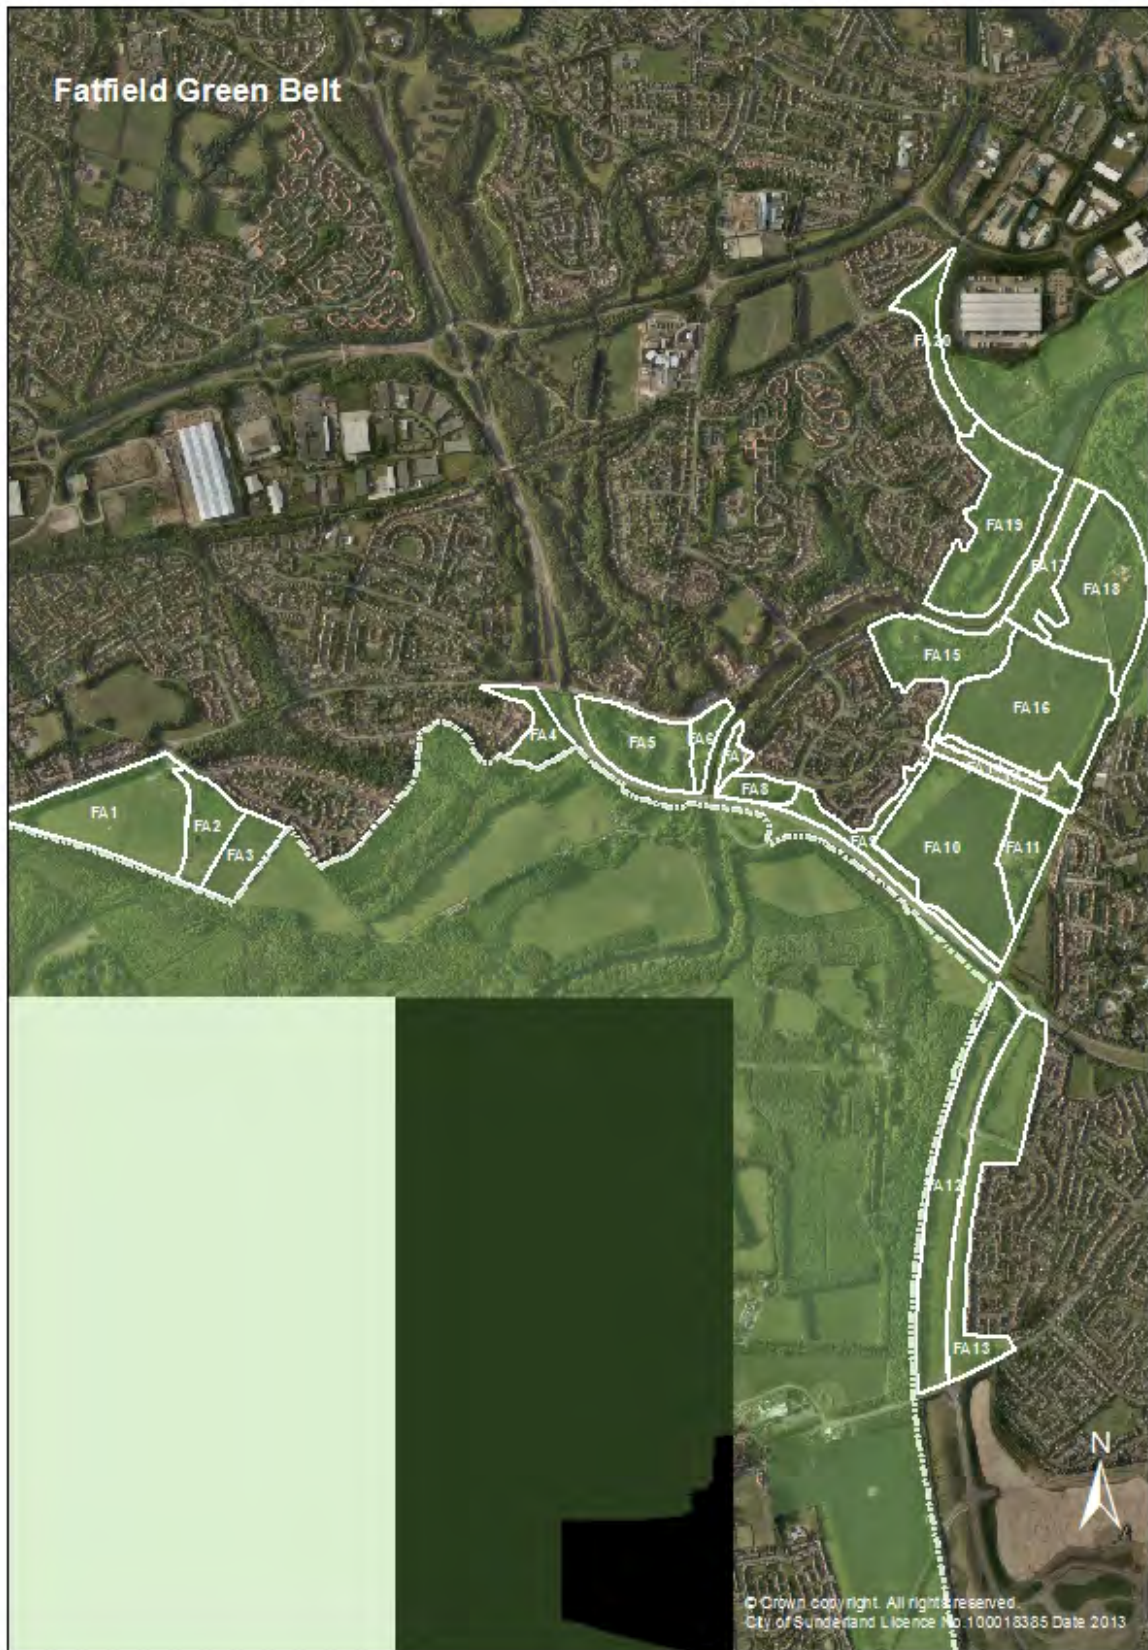 Fatfield Green Belt
FA20
FA19
FA17
FA18
FA15
FA16
FA4
FA5
FA6
FA8
FA1
FA2
FA3
FA10
FA11
FA12
FA13
N
© Crown copyright. All rights reserved.
City of Sunderland Licence No.100018385 Date 2013